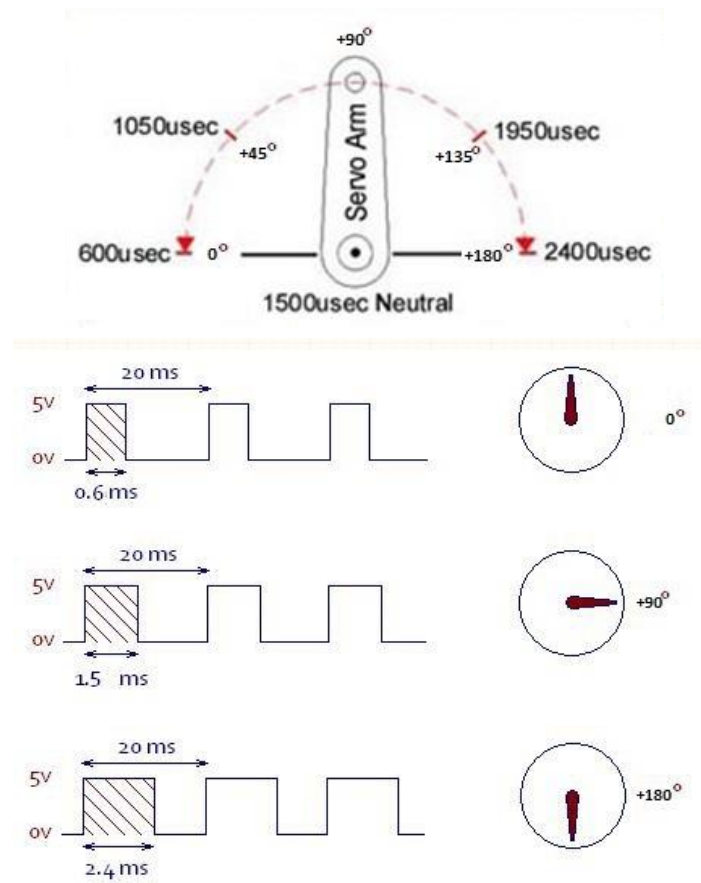 +90°
1050usec
1950usec
+45°
+135°
Servo Arm
600usec 0° +180° 2400usec
1500usec Neutral
20 ms
5V
0°
0V
0.6 ms
20 ms
5V
+90°
0V
1.5 ms
20 ms
5V
+180°
0V
2.4 ms